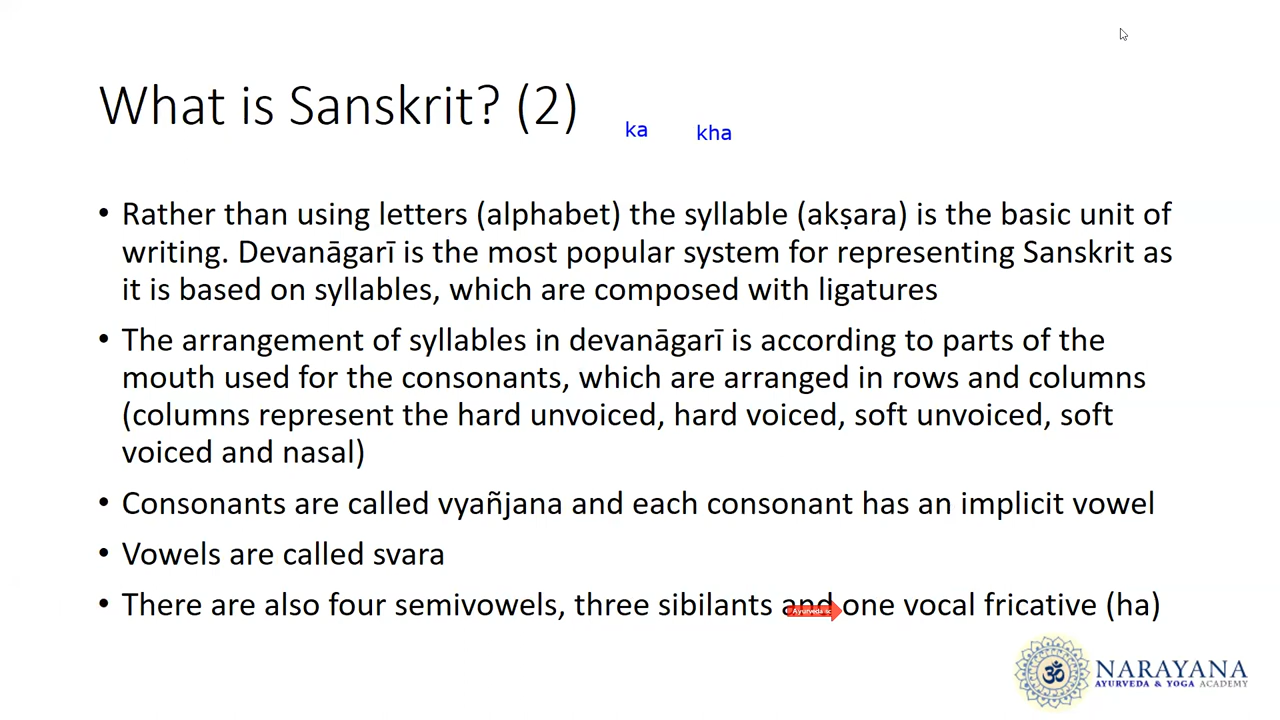 What is Sanskrit? (2)
ka kha
• Rather than using letters (alphabet) the syllable (akṣara) is the basic unit of
writing. Devanāgarī is the most popular system for representing Sanskrit as
it is based on syllables, which are composed with ligatures
• The arrangement of syllables in devanāgarī is according to parts of the
mouth used for the consonants, which are arranged in rows and columns
(columns represent the hard unvoiced, hard voiced, soft unvoiced, soft
voiced and nasal)
• Consonants are called vyañjana and each consonant has an implicit vowel
• Vowels are called svara
• There are also four semivowels, three sibilants and one vocal fricative (ha)
Ayurveda
ॐ
NARAYANA
AYURVEDA & YOGA ACADEMY